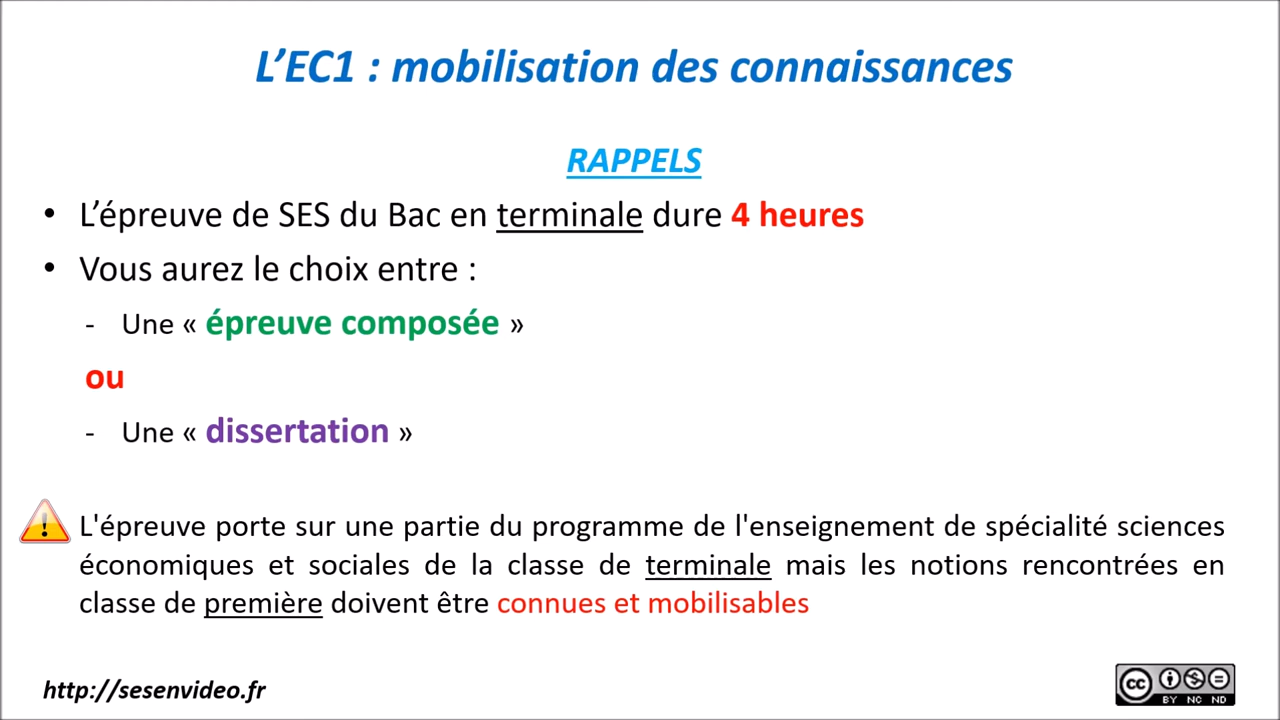 L’EC1 : mobilisation des connaissances
RAPPELS
• L’épreuve de SES du Bac en terminale dure 4 heures
• Vous aurez le choix entre :
- Une « épreuve composée »
ou
- Une « dissertation »
! L'épreuve porte sur une partie du programme de l'enseignement de spécialité sciences
économiques et sociales de la classe de terminale mais les notions rencontrées en
classe de première doivent être connues et mobilisables
http://sesenvideo.fr
cc
BY NC ND